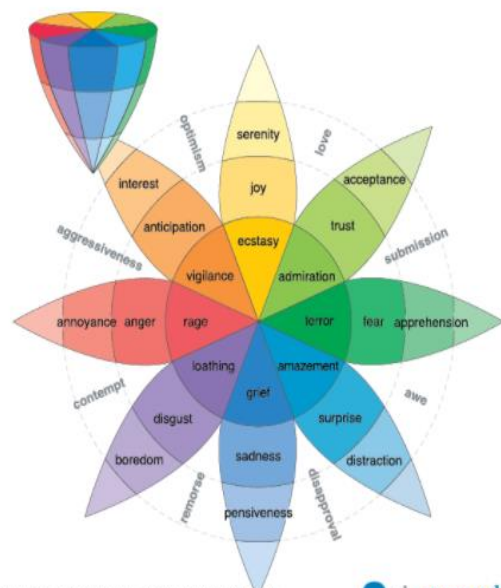 optimism
serenity
love
interest
joy
acceptance
anticipation
trust
aggressiveness
ecstasy
submission
vigilance
admiration
annoyance
anger
rage
terror
fear
apprehension
loathing
amazement
contempt
grief
awe
disgust
surprise
boredom
sadness
distraction
remorse
disapproval
pensiveness